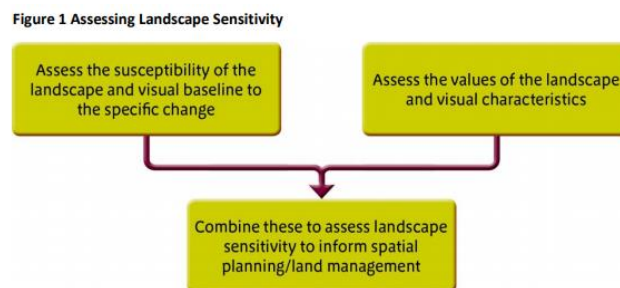 Figure 1 Assessing Landscape Sensitivity
Assess the susceptibility of the
landscape and visual baseline to
the specific change
Assess the values of the landscape
and visual characteristics
Combine these to assess landscape
sensitivity to inform spatial
planning/land management